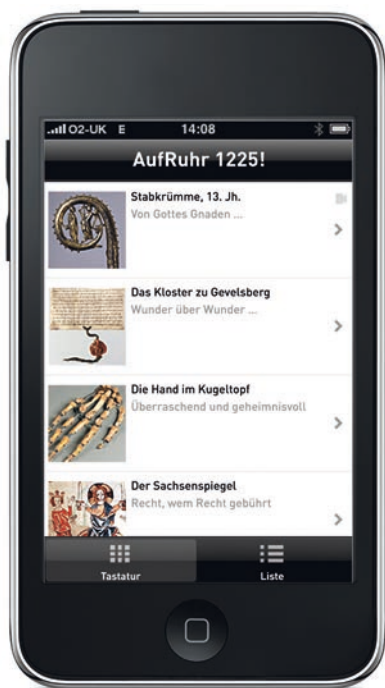 O2-UK E 14:08
AufRuhr 1225!
Stabkrümme, 13. Jh.
Von Gottes Gnaden ...
Das Kloster zu Gevelsberg
Wunder über Wunder ...
Die Hand im Kugeltopf
Überraschend und geheimnisvoll
Der Sachsenspiegel
Recht, wem Recht gebührt
Tastatur
Liste